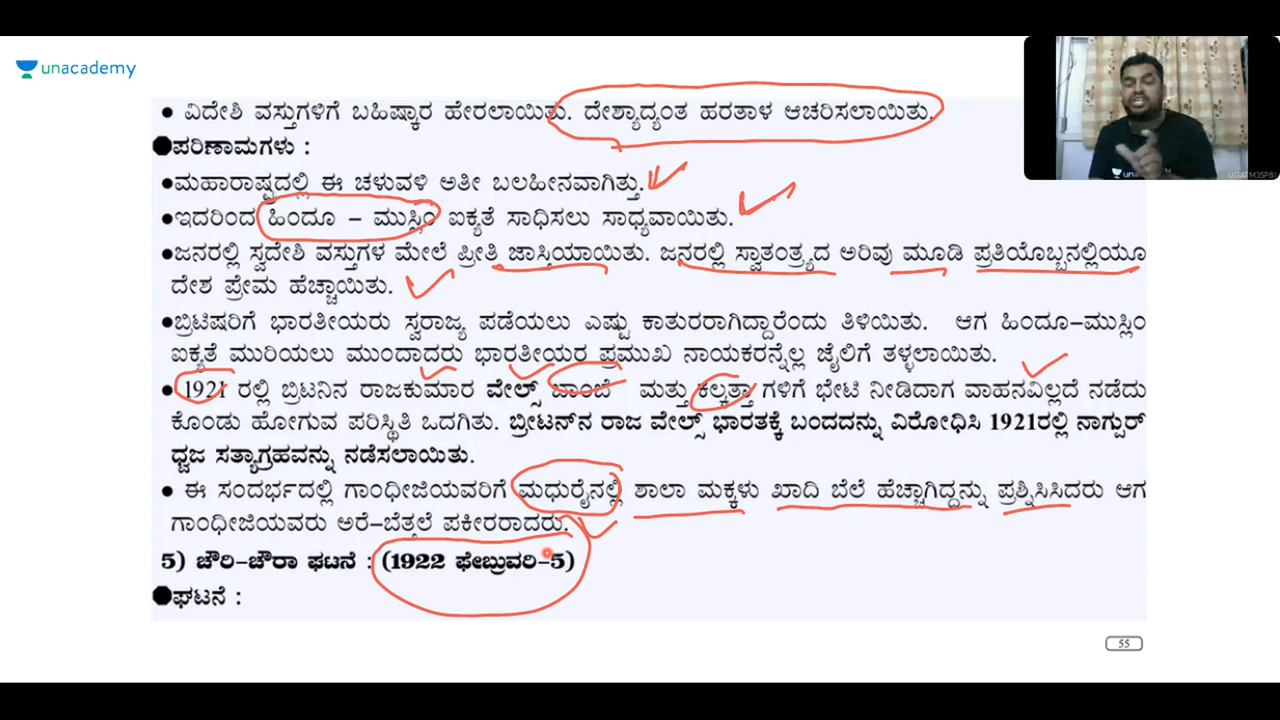 unacademy
• ವಿದೇಶಿ ವಸ್ತುಗಳಿಗೆ ಬಹಿಷ್ಕಾರ ಹೇರಲಾಯಿತು. ದೇಶ್ಯಾದ್ಯಂತ ಹರತಾಳ ಆಚರಿಸಲಾಯಿತು.
●ಪರಿಣಾಮಗಳು :
•ಮಹಾರಾಷ್ಟ್ರದಲ್ಲಿ ಈ ಚಳುವಳಿ ಅತೀ ಬಲಹೀನವಾಗಿತ್ತು.
•ಇದರಿಂದ ಹಿಂದೂ – ಮುಸ್ಲಿಂ ಐಕ್ಯತೆ ಸಾಧಿಸಲು ಸಾಧ್ಯವಾಯಿತು.
•ಜನರಲ್ಲಿ ಸ್ವದೇಶಿ ವಸ್ತುಗಳ ಮೇಲೆ ಪ್ರೀತಿ ಜಾಸ್ತಿಯಾಯಿತು. ಜನರಲ್ಲಿ ಸ್ವಾತಂತ್ರ್ಯದ ಅರಿವು ಮೂಡಿ ಪ್ರತಿಯೊಬ್ಬನಲ್ಲಿಯೂ
ದೇಶ ಪ್ರೇಮ ಹೆಚ್ಚಾಯಿತು.
•ಬ್ರಿಟಿಷರಿಗೆ ಭಾರತೀಯರು ಸ್ವರಾಜ್ಯ ಪಡೆಯಲು ಎಷ್ಟು ಕಾತುರರಾಗಿದ್ದಾರೆಂದು ತಿಳಿಯಿತು. ಆಗ ಹಿಂದೂ–ಮುಸ್ಲಿಂ
ಐಕ್ಯತೆ ಮುರಿಯಲು ಮುಂದಾದರು ಭಾರತೀಯರ ಪ್ರಮುಖ ನಾಯಕರನ್ನೆಲ್ಲ ಜೈಲಿಗೆ ತಳ್ಳಲಾಯಿತು.
• 1921 ರಲ್ಲಿ ಬ್ರಿಟನಿನ ರಾಜಕುಮಾರ ವೇಲ್ಸ್ ಬಾಂಬೆ ಮತ್ತು ಕಲ್ಕತ್ತಾ ಗಳಿಗೆ ಭೇಟಿ ನೀಡಿದಾಗ ವಾಹನವಿಲ್ಲದೆ ನಡೆದು
ಕೊಂಡು ಹೋಗುವ ಪರಿಸ್ಥಿತಿ ಒದಗಿತು. ಬ್ರೀಟನ್‌ನ ರಾಜ ವೇಲ್ಸ್ ಭಾರತಕ್ಕೆ ಬಂದದನ್ನು ವಿರೋಧಿಸಿ 1921ರಲ್ಲಿ ನಾಗ್ಪುರ್
ಧ್ವಜ ಸತ್ಯಾಗ್ರಹವನ್ನು ನಡೆಸಲಾಯಿತು.
• ಈ ಸಂದರ್ಭದಲ್ಲಿ ಗಾಂಧೀಜಿಯವರಿಗೆ ಮಧುರೈನಲ್ಲಿ ಶಾಲಾ ಮಕ್ಕಳು ಖಾದಿ ಬೆಲೆ ಹೆಚ್ಚಾಗಿದ್ದನ್ನು ಪ್ರಶ್ನಿಸಿಸಿದರು ಆಗ
ಗಾಂಧೀಜಿಯವರು ಅರೆ–ಬೆತ್ತಲೆ ಪಕೀರರಾದರು.
5) ಚೌರಿ–ಚೌರಾ ಘಟನೆ : (1922 ಫೇಬ್ರುವರಿ–5)
●ಘಟನೆ :
55